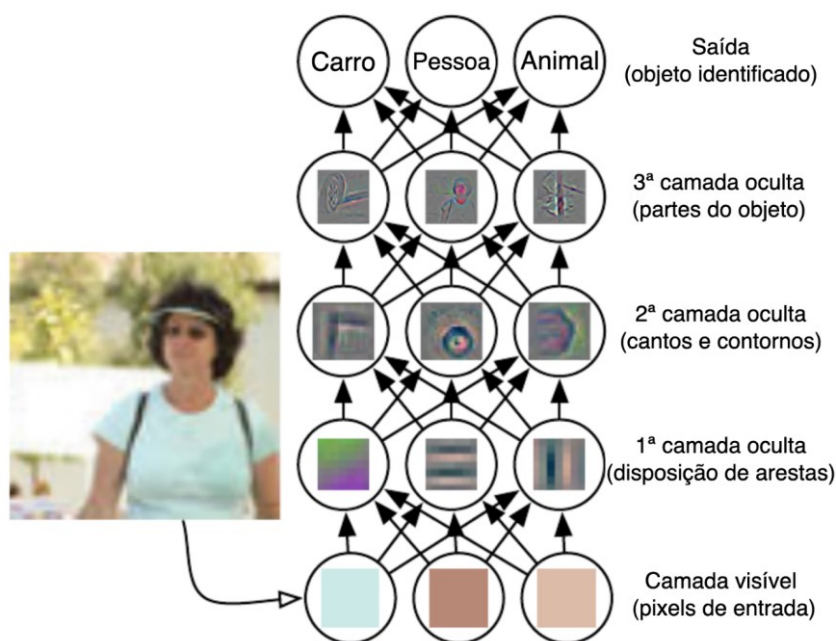 Carro Pessoa Animal
Saída
(objeto identificado)
3ª camada oculta
(partes do objeto)
2ª camada oculta
(cantos e contornos)
1ª camada oculta
(disposição de arestas)
Camada visível
(pixels de entrada)